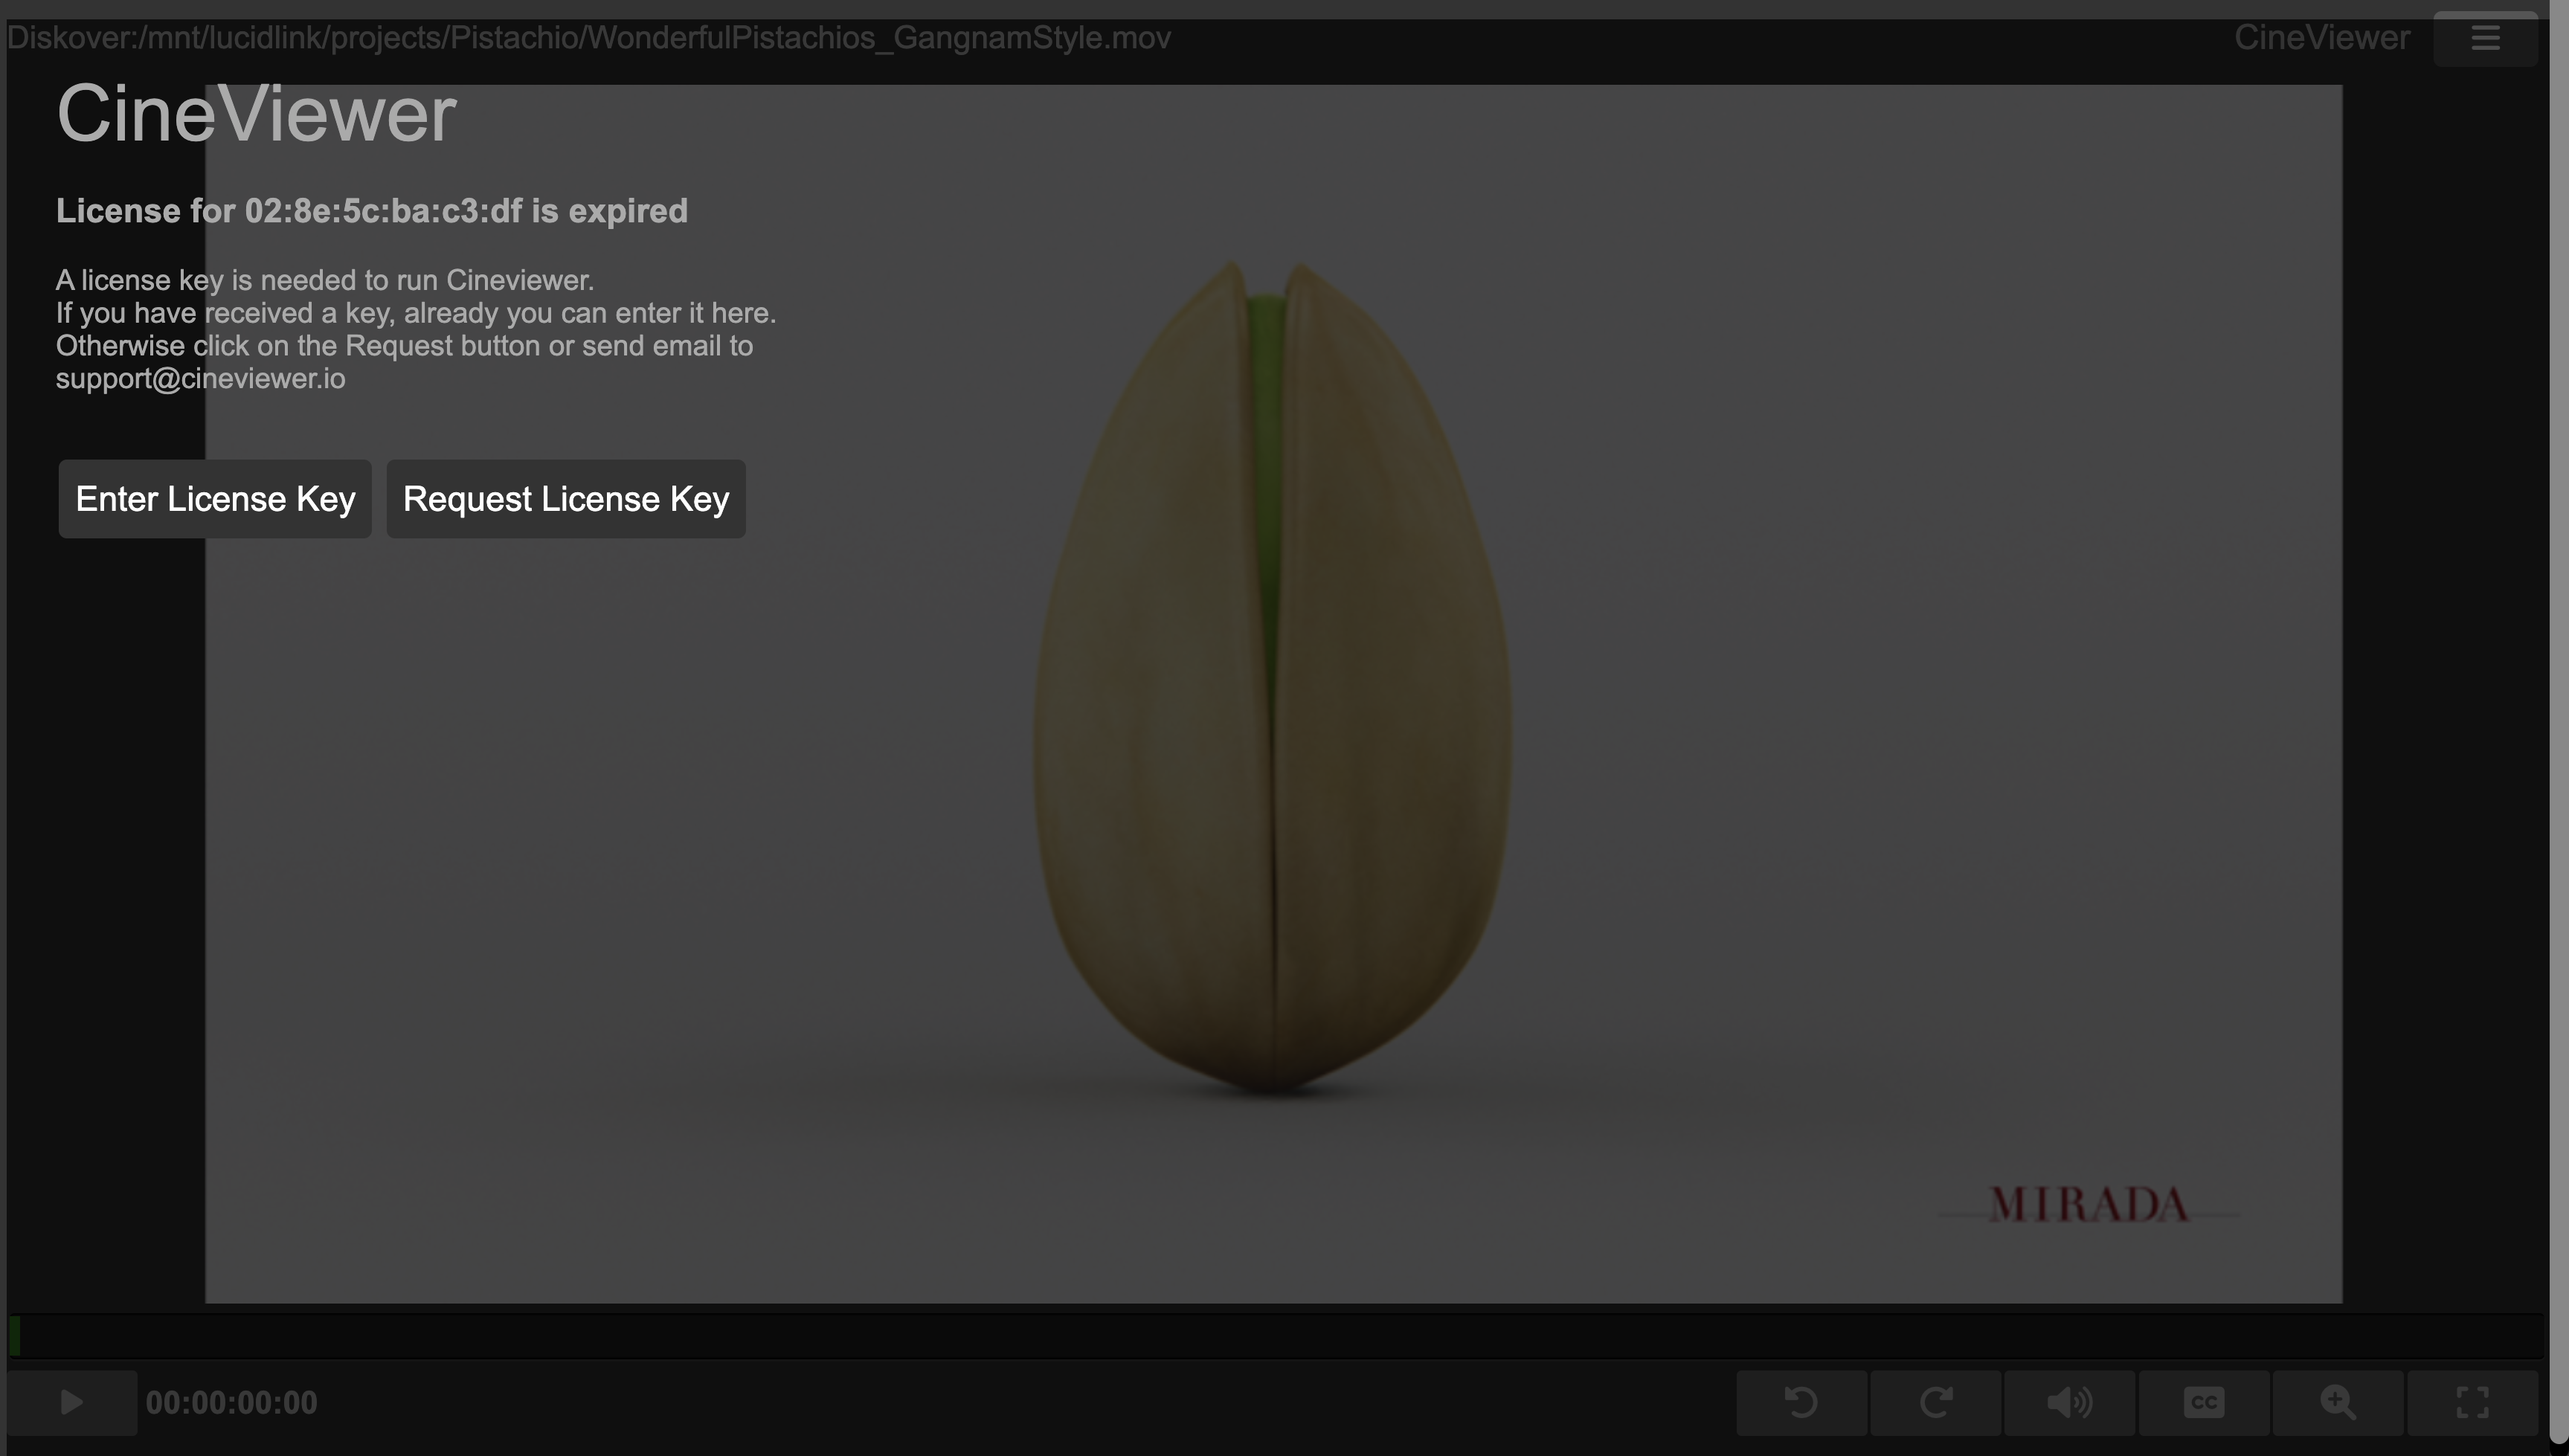 Diskover:/mnt/lucidlink/projects/Pistachio/WonderfulPistachios_GangnamStyle.mov
CineViewer
CineViewer
License for 02:8e:5c:ba:c3:df is expired
A license key is needed to run Cineviewer.
If you have received a key, already you can enter it here.
Otherwise click on the Request button or send email to
support@cineviewer.io
Enter License Key
Request License Key
MIRADA
00:00:00:00
CC